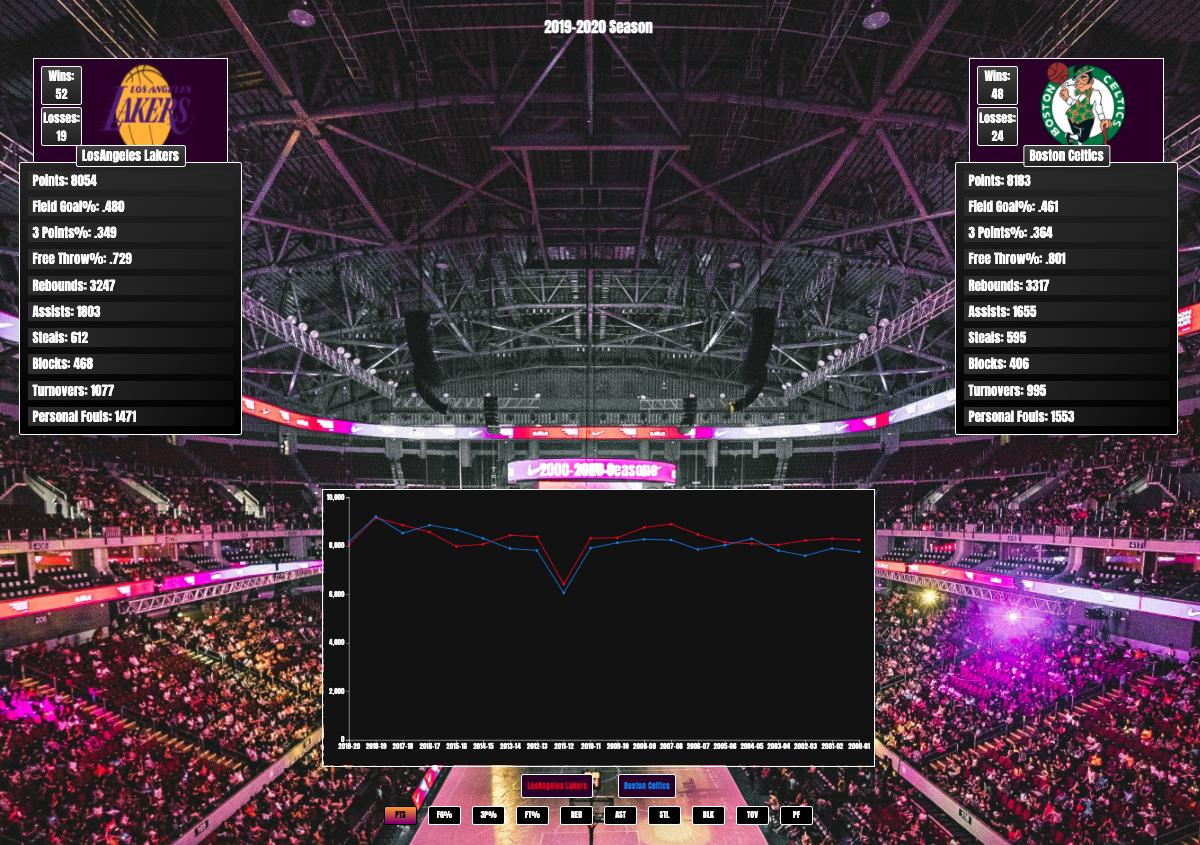 2019-2020 Season
Wins:
52
Losses:
19
LOS ANGELES
LAKERS
LosAngeles Lakers
Points: 8054
Field Goal%: .480
3 Points%: .349
Free Throw%: .729
Rebounds: 3247
Assists: 1803
Steals: 612
Blocks: 468
Turnovers: 1077
Personal Fouls: 1471
Wins:
48
Losses:
24
BOSTON CELTICS
Boston Celtics
Points: 8183
Field Goal%: .461
3 Points%: .364
Free Throw%: .801
Rebounds: 3317
Assists: 1655
Steals: 595
Blocks: 406
Turnovers: 995
Personal Fouls: 1553
2000-2020 Seasons
10,000
8,000
6,000
4,000
2,000
0
2019-20 2018-19 2017-18 2016-17 2015-16 2014-15 2013-14 2012-13 2011-12 2010-11 2009-10 2008-09 2007-08 2006-07 2005-06 2004-05 2003-04 2002-03 2001-02 2000-01
LosAngeles Lakers
Boston Celtics
PTS FG% 3P% FT% REB AST STL BLK TOV PF